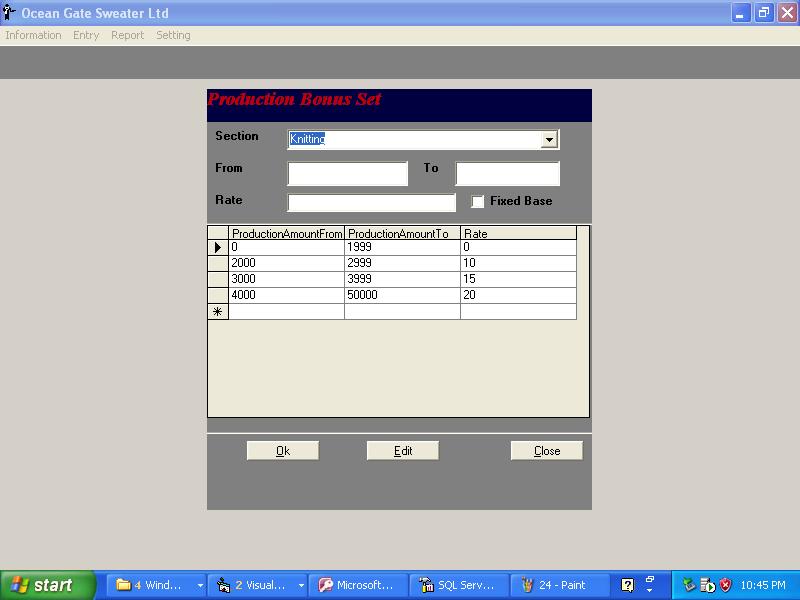 Ocean Gate Sweater Ltd
Information Entry Report Setting
Production Bonus Set
Section Knitting
From To
Rate Fixed Base
ProductionAmountFrom ProductionAmountTo Rate
0 1999 0
2000 2999 10
3000 3999 15
4000 50000 20
Ok Edit Close
start 4 Wind... 2 Visual... Microsoft... SQL Serv... 24 - Paint 10:45 PM